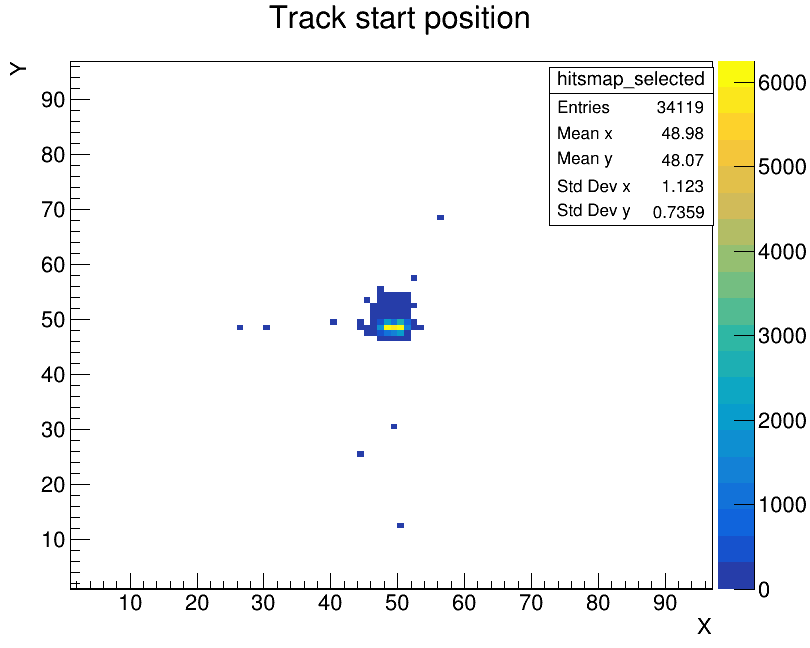 Track start position
Y
hitsmap_selected
Entries 34119
Mean x 48.98
Mean y 48.07
Std Dev x 1.123
Std Dev y 0.7359
90
80
70
60
50
40
30
20
10
10 20 30 40 50 60 70 80 90
X
6000
5000
4000
3000
2000
1000
0